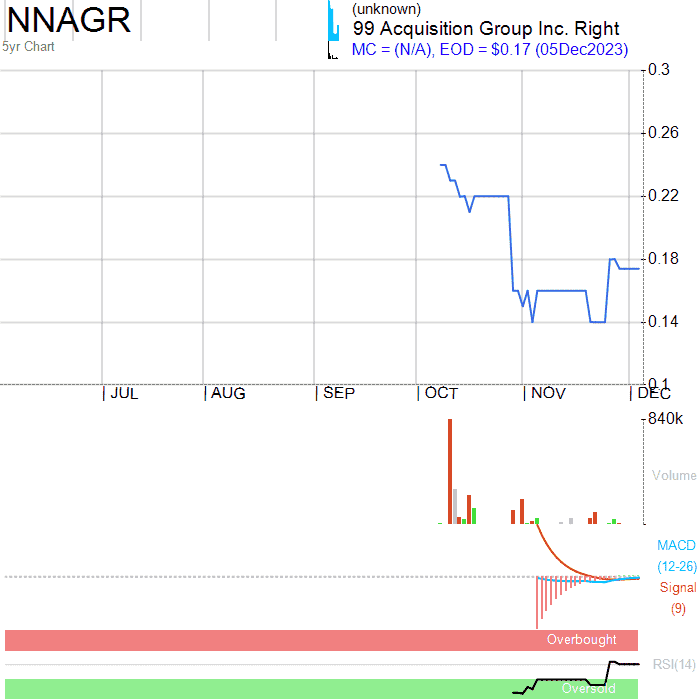 NNAGR
5yr Chart
(unknown)
99 Acquisition Group Inc. Right
MC = (N/A), EOD = $0.17 (05Dec2023)
0.3
0.26
0.22
0.18
0.14
0.1
JUL AUG SEP OCT NOV DEC
840k
Volume
MACD
(12-26)
Signal
(9)
Overbought
RSI(14)
Oversold